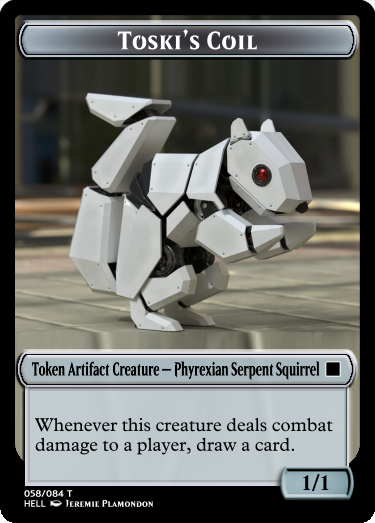 Toski's Coil
Token Artifact Creature – Phyrexian Serpent Squirrel
Whenever this creature deals combat
damage to a player, draw a card.
1/1
058/084 T
HELL Jeremie Plamondon